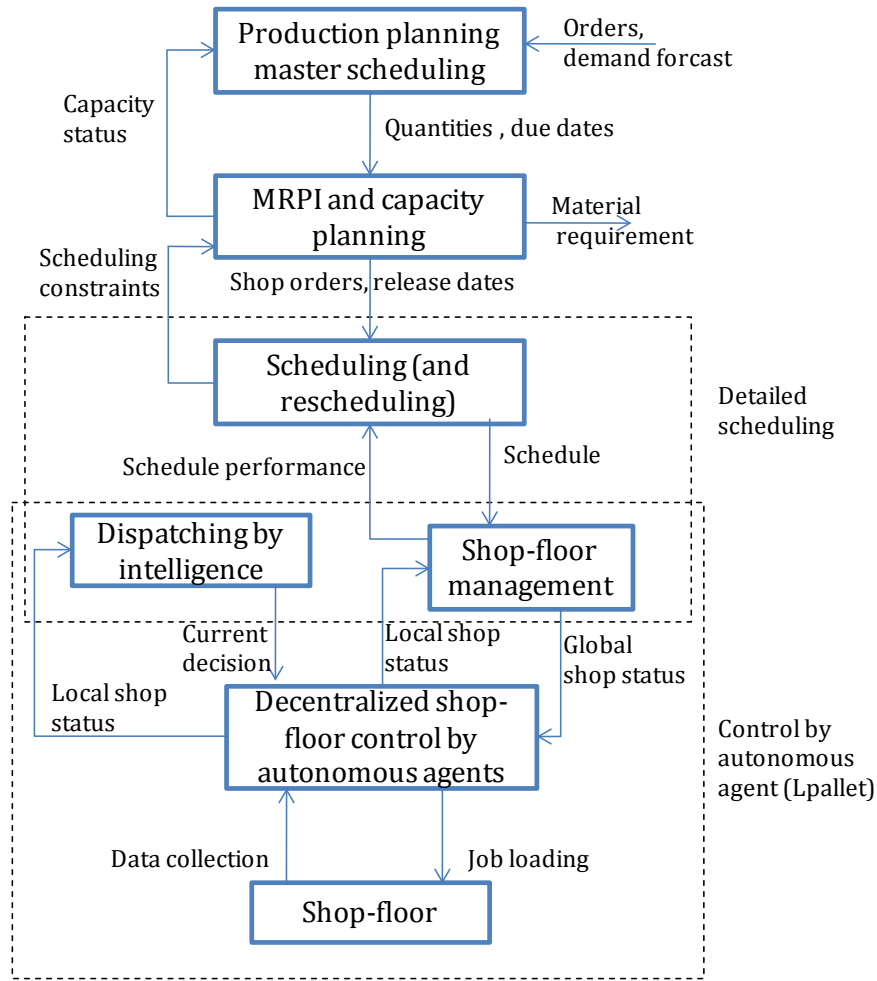 Production planning
master scheduling
Orders,
demand forcast
Capacity
status
Quantities , due dates
MRPI and capacity
planning
Material
requirement
Scheduling
constraints
Shop orders, release dates
Scheduling (and
rescheduling)
Detailed
scheduling
Schedule performance
Schedule
Dispatching by
intelligence
Shop-floor
management
Current
decision
Local shop
status
Global
shop status
Local shop
status
Decentralized shop-
floor control by
autonomous agents
Control by
autonomous
agent (Lpallet)
Data collection
Job loading
Shop-floor